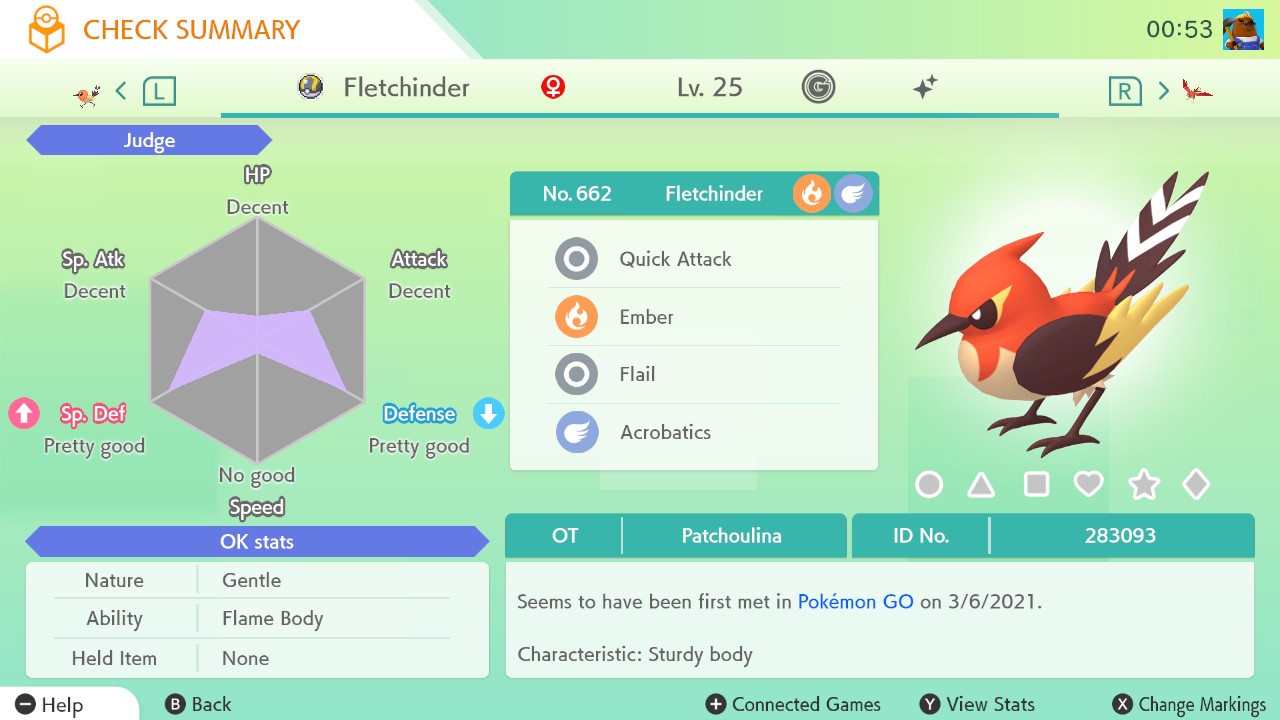 CHECK SUMMARY
00:53
L
Fletchinder
Lv. 25
G
R
Judge
HP
Decent
Sp. Atk
Decent
Attack
Decent
Sp. Def
Pretty good
Defense
Pretty good
No good
Speed
OK stats
Nature Gentle
Ability Flame Body
Held Item None
No. 662 Fletchinder
Quick Attack
Ember
Flail
Acrobatics
OT Patchoulina
ID No. 283093
Seems to have been first met in Pokémon GO on 3/6/2021.
Characteristic: Sturdy body
Help
B Back
Connected Games
Y View Stats
X Change Markings